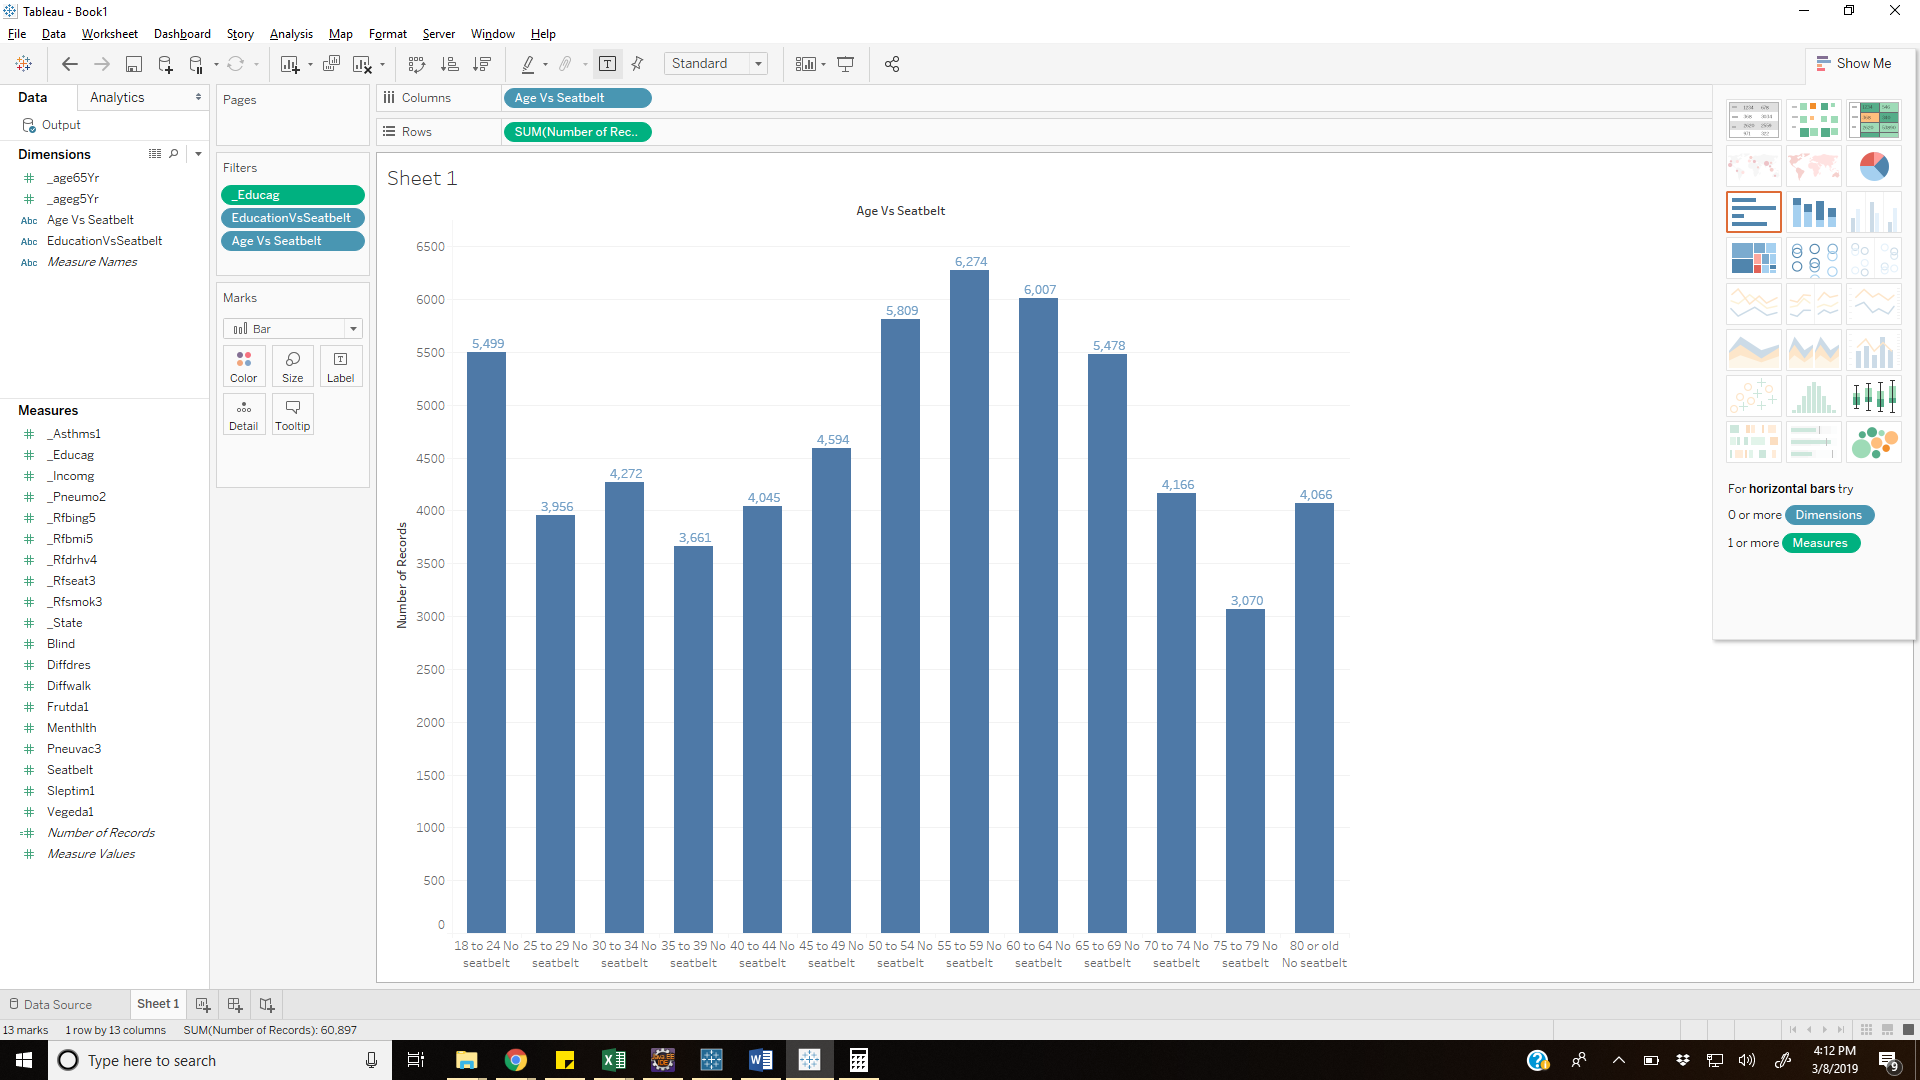 Tableau - Book1
File Data Worksheet Dashboard Story Analysis Map Format Server Window Help
Standard
Show Me
Data Analytics
Output
Dimensions
_age65Yr
_ageg5Yr
Abc Age Vs Seatbelt
Abc EducationVsSeatbelt
Abc Measure Names
Measures
_Asthms1
_Educag
_Incomg
_Pneumo2
_Rfbing5
_Rfbmi5
_Rfdrhv4
_Rfseat3
_Rfsmok3
_State
Blind
Diffdres
Diffwalk
Frutda1
Menthlth
Pneuvac3
Seatbelt
Sleptim1
Vegeda1
Number of Records
Measure Values
Pages
Filters
_Educag
EducationVsSeatbelt
Age Vs Seatbelt
Marks
Bar
Color Size Label
Detail Tooltip
Columns Age Vs Seatbelt
Rows SUM(Number of Rec..
Sheet 1
Age Vs Seatbelt
Number of Records
6500
6000
5500
5000
4500
4000
3500
3000
2500
2000
1500
1000
500
0
5,499
3,956
4,272
3,661
4,045
4,594
5,809
6,274
6,007
5,478
4,166
3,070
4,066
18 to 24 No 25 to 29 No 30 to 34 No 35 to 39 No 40 to 44 No 45 to 49 No 50 to 54 No 55 to 59 No 60 to 64 No 65 to 69 No 70 to 74 No 75 to 79 No 80 or old
seatbelt seatbelt seatbelt seatbelt seatbelt seatbelt seatbelt seatbelt seatbelt seatbelt seatbelt seatbelt No seatbelt
For horizontal bars try
0 or more Dimensions
1 or more Measures
Data Source Sheet 1
13 marks 1 row by 13 columns SUM(Number of Records): 60,897
Type here to search
4:12 PM
3/8/2019
9